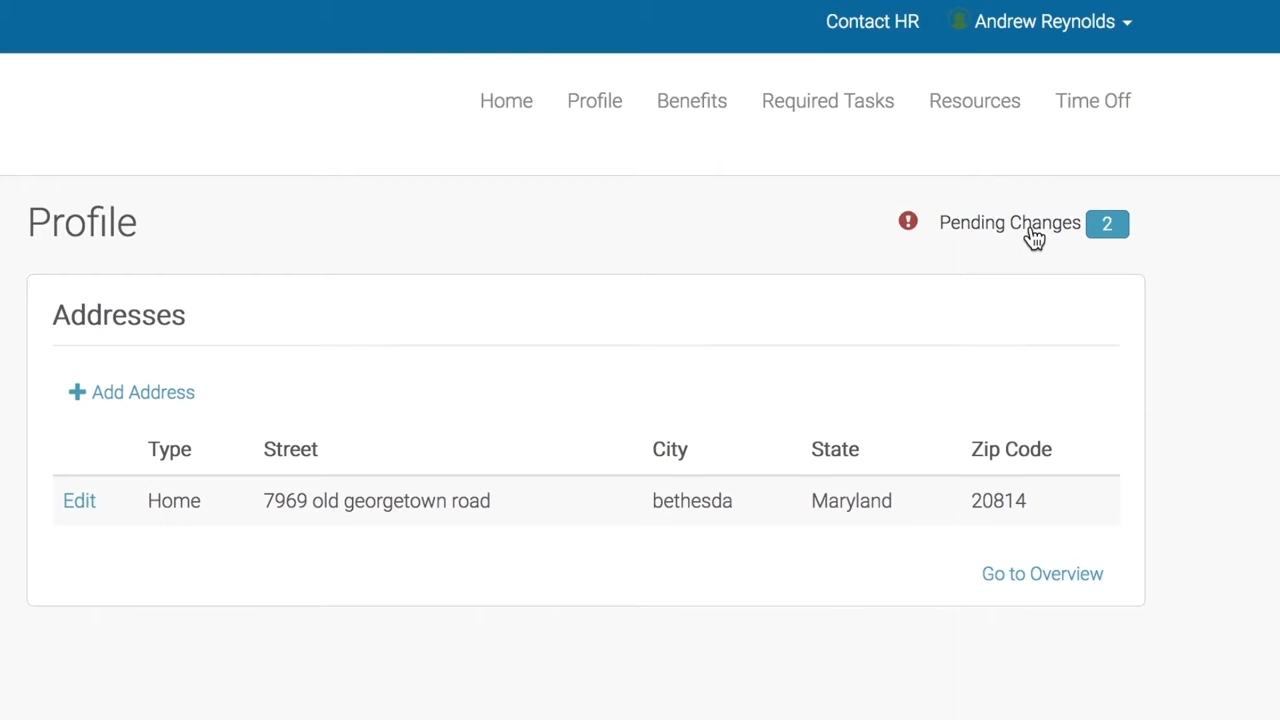 Contact HR Andrew Reynolds
Home Profile Benefits Required Tasks Resources Time Off
Profile Pending Changes 2
Addresses
Add Address
Type Street City State Zip Code
Edit Home 7969 old georgetown road bethesda Maryland 20814
Go to Overview